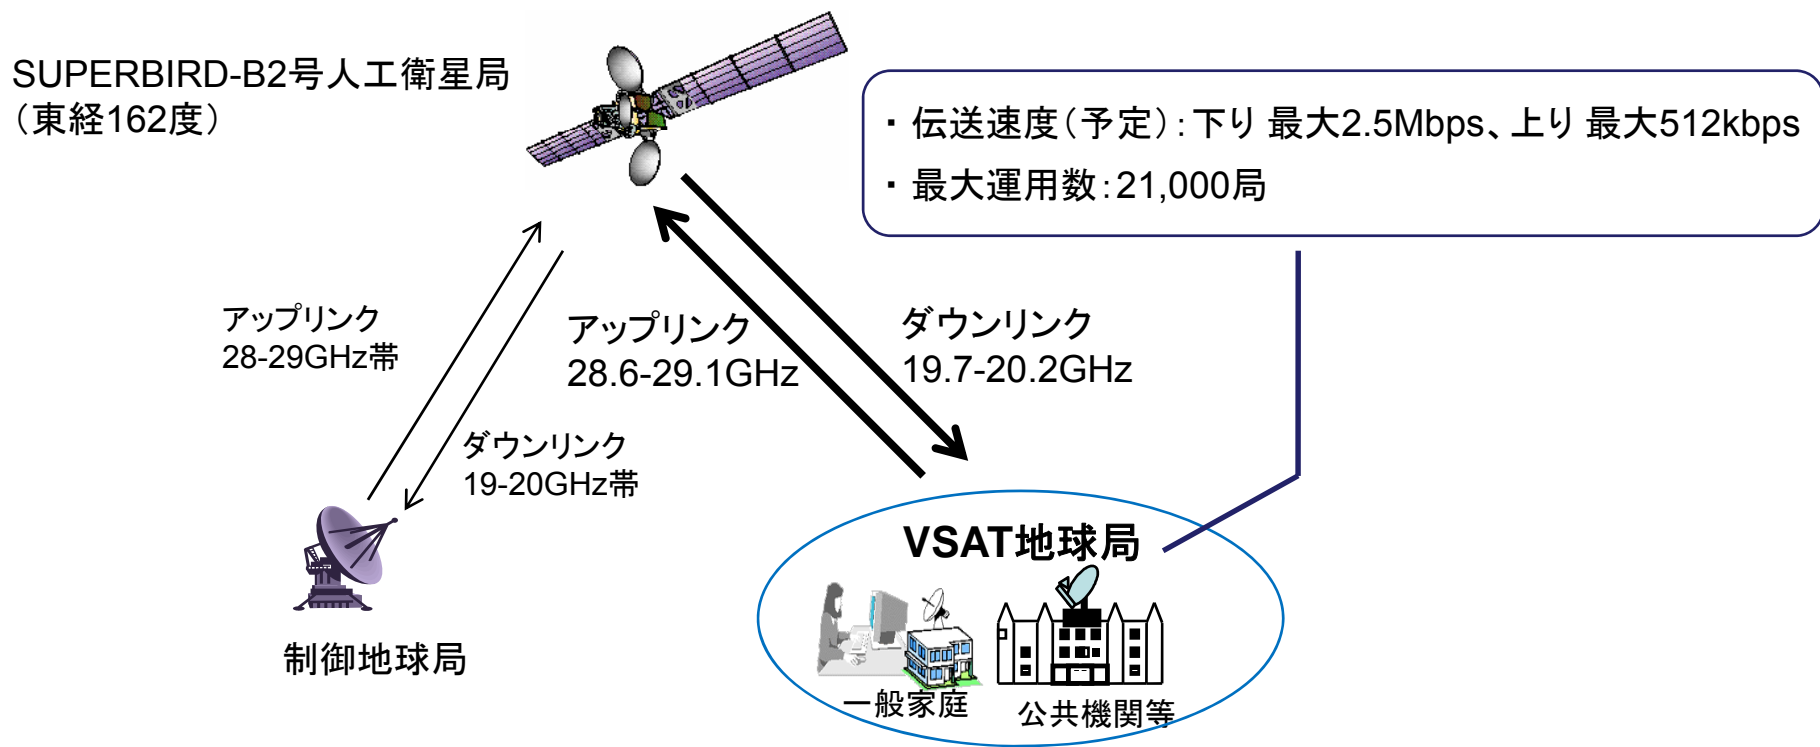 SUPERBIRD-B2号人工衛星局
（東経162度）
・伝送速度（予定）：下り 最大2.5Mbps、上り 最大512kbps
・最大運用数：21,000局
アップリンク
28-29GHz帯
アップリンク
28.6-29.1GHz
ダウンリンク
19.7-20.2GHz
ダウンリンク
19-20GHz帯
VSAT地球局
制御地球局
一般家庭
公共機関等